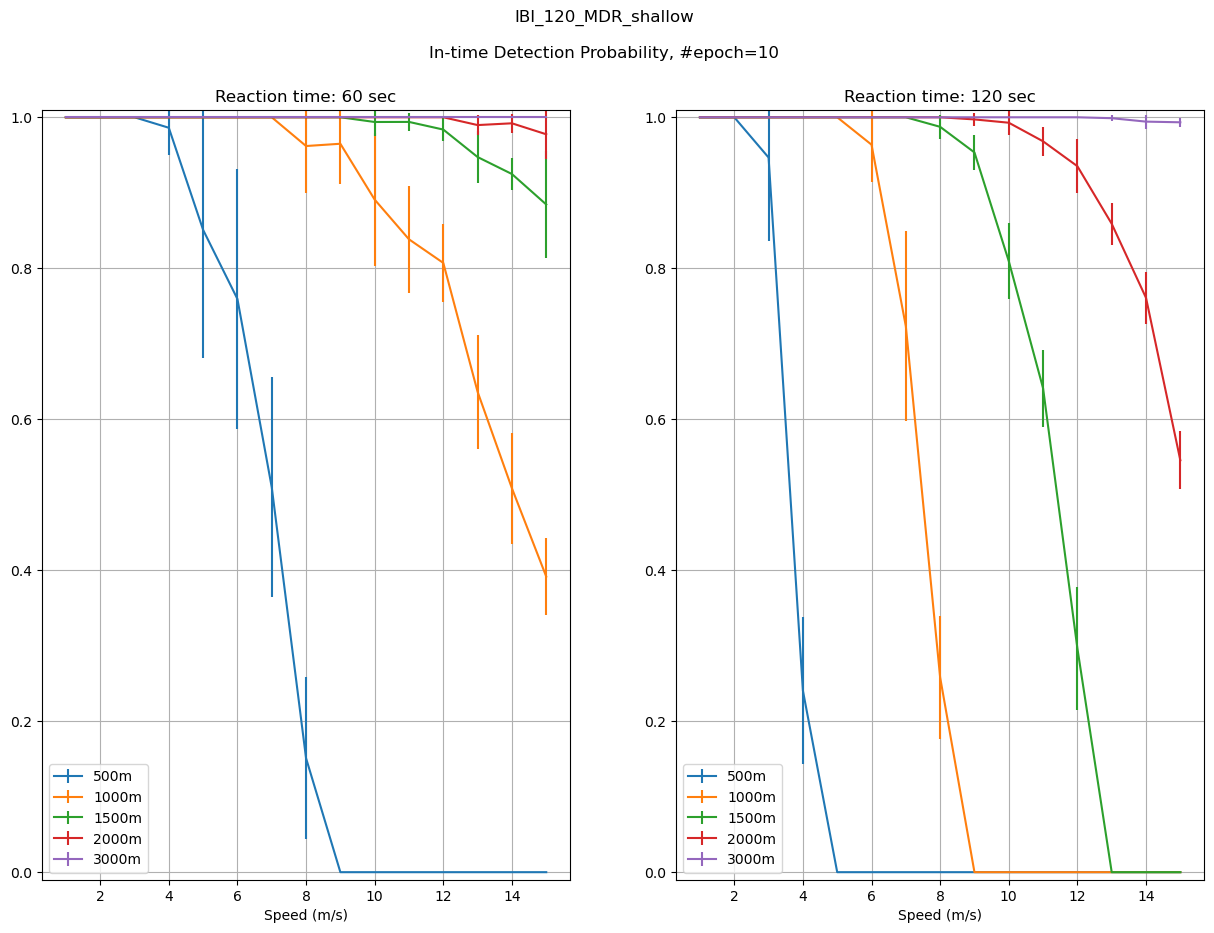 IBI_120_MDR_shallow
In-time Detection Probability, #epoch=10
Reaction time: 60 sec
1.0
0.8
0.6
0.4
0.2
0.0
500m
1000m
1500m
2000m
3000m
2 4 6 8 10 12 14
Speed (m/s)
Reaction time: 120 sec
1.0
0.8
0.6
0.4
0.2
0.0
500m
1000m
1500m
2000m
3000m
2 4 6 8 10 12 14
Speed (m/s)